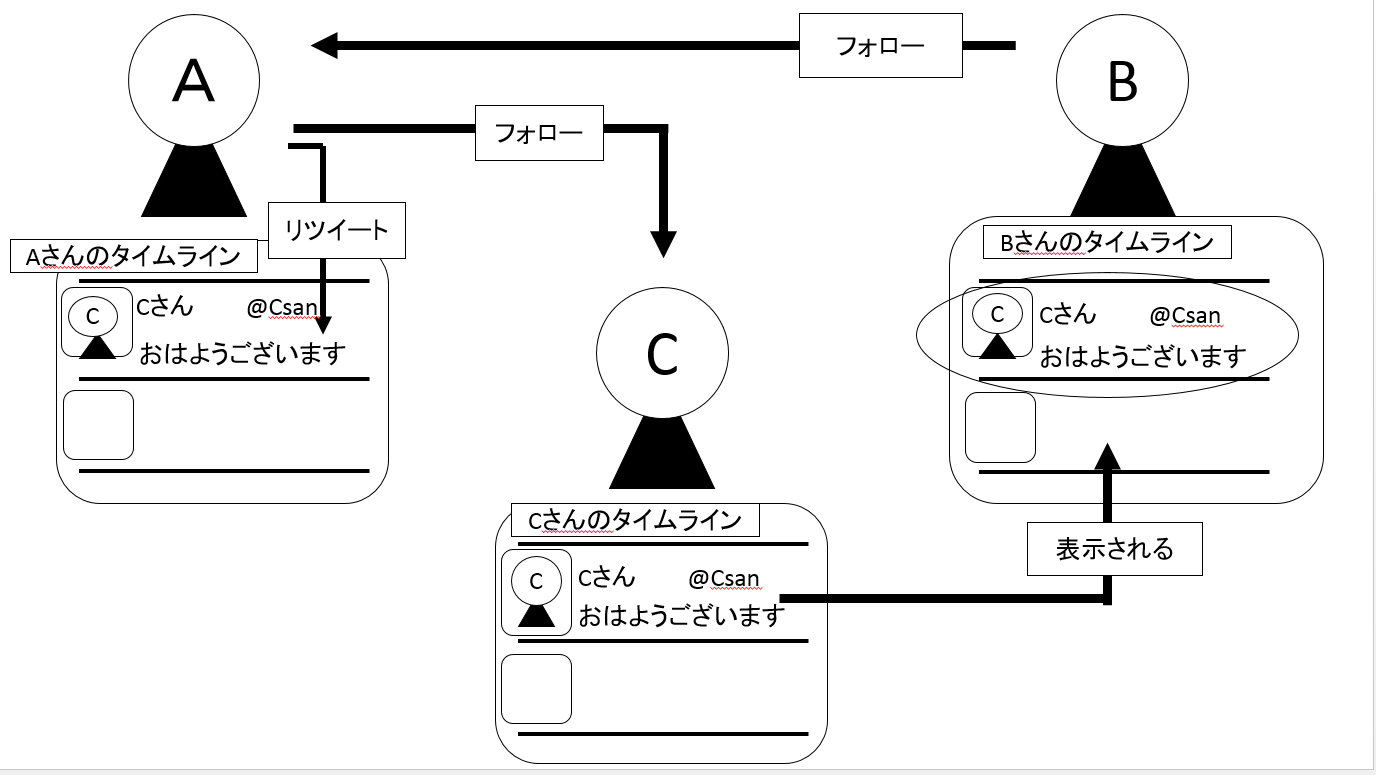 A
フォロー
B
フォロー
リツイート
Aさんのタイムライン
C
Cさん @Csan
おはようございます
Bさんのタイムライン
C
Cさん @Csan
おはようございます
C
Cさんのタイムライン
C
Cさん @Csan
おはようございます
表示される